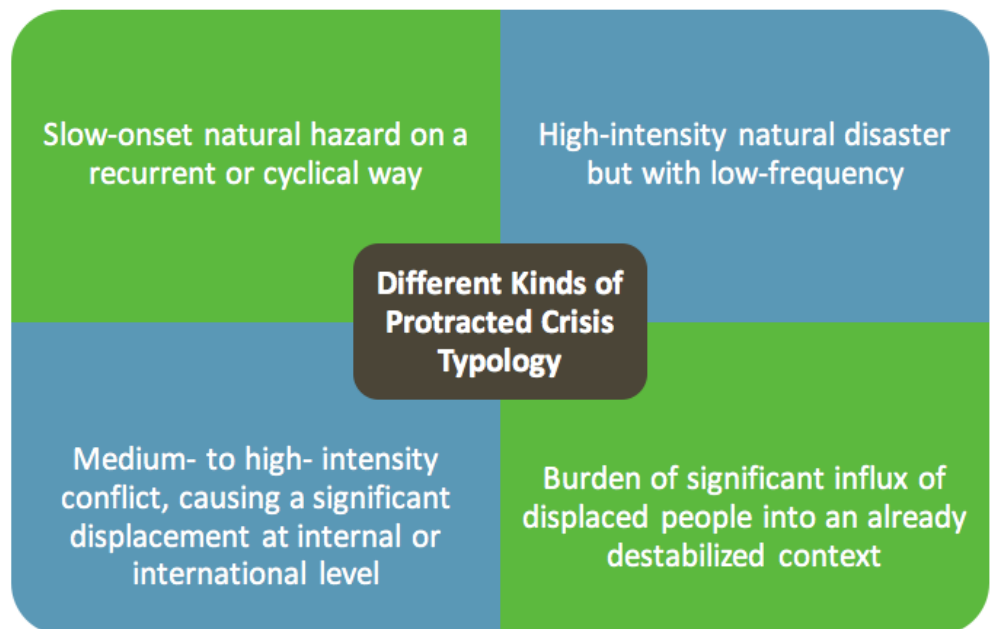 Slow-onset natural hazard on a
recurrent or cyclical way
High-intensity natural disaster
but with low-frequency
Different Kinds of
Protracted Crisis
Typology
Medium- to high- intensity
conflict, causing a significant
displacement at internal or
international level
Burden of significant influx of
displaced people into an already
destabilized context